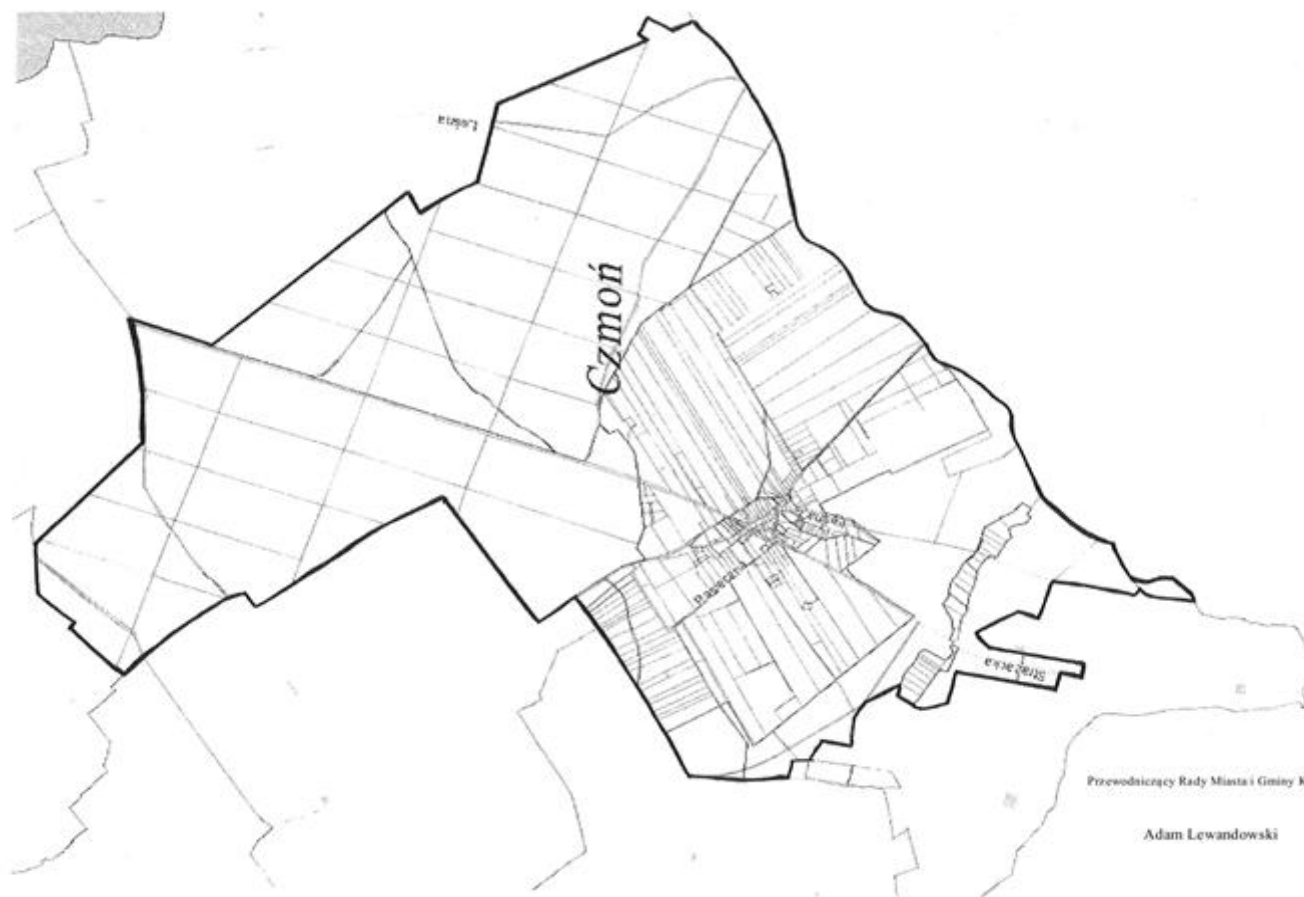 Leśna
Czmoń
Strażacka
Przewodniczący Rady Miasta i Gminy K
Adam Lewandowski